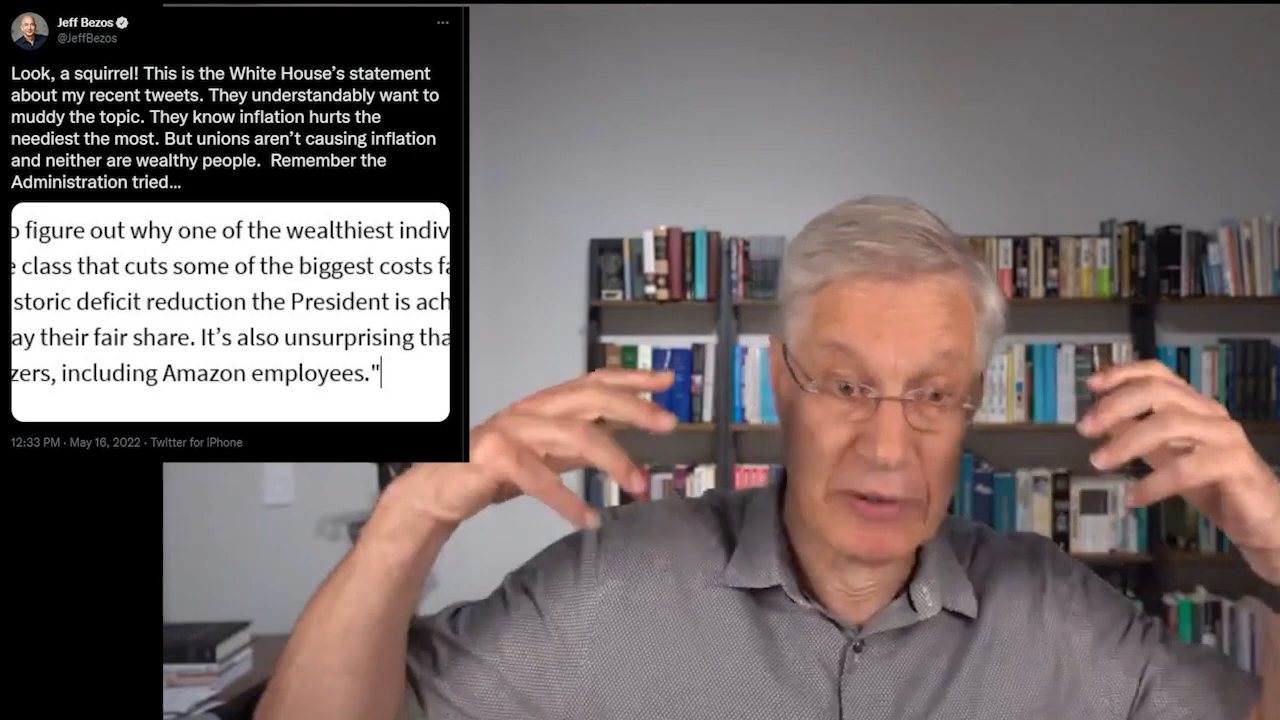 Jeff Bezos
@JeffBezos
Look, a squirrel! This is the White House's statement
about my recent tweets. They understandably want to
muddy the topic. They know inflation hurts the
neediest the most. But unions aren't causing inflation
and neither are wealthy people. Remember the
Administration tried...
o figure out why one of the wealthiest indiv
e class that cuts some of the biggest costs fa
storic deficit reduction the President is ach
ay their fair share. It's also unsurprising tha
zers, including Amazon employees."
12:33 PM · May 16, 2022 · Twitter for iPhone